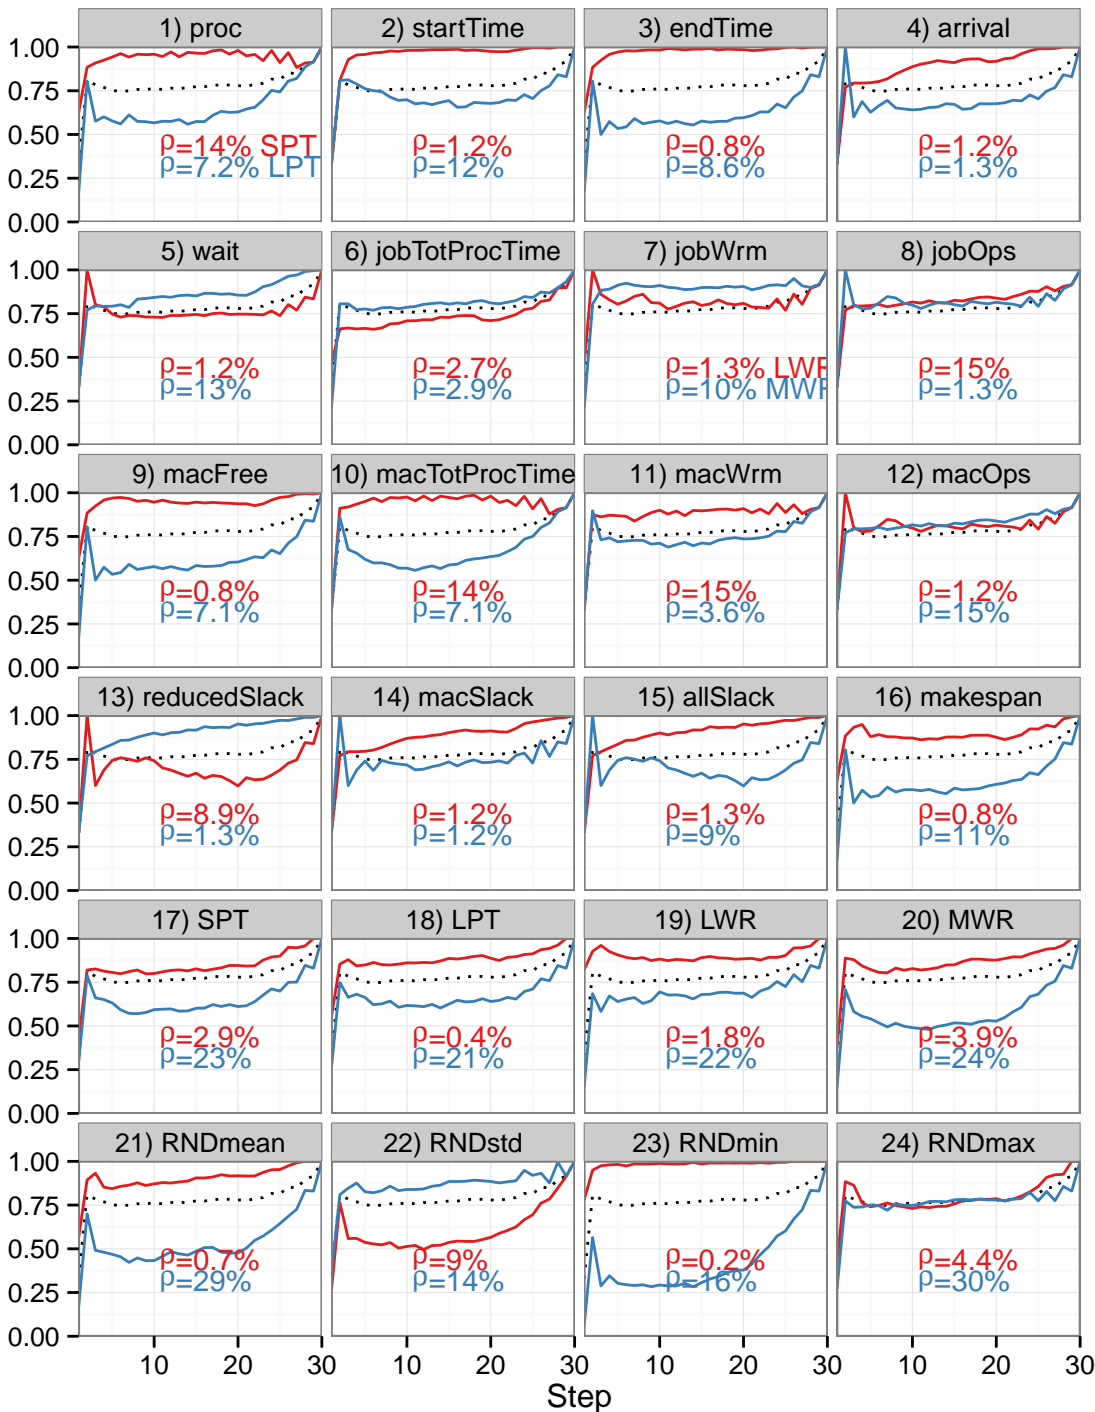 1) proc
2) startTime
3) endTime
4) arrival
1.00
0.75
0.50
0.25
0.00
ρ=14% SPT
ρ=7.2% LPT
ρ=1.2%
ρ=12%
ρ=0.8%
ρ=8.6%
ρ=1.2%
ρ=1.3%
5) wait
6) jobTotProcTime
7) jobWrm
8) jobOps
1.00
0.75
0.50
0.25
0.00
ρ=1.2%
ρ=13%
ρ=2.7%
ρ=2.9%
ρ=1.3% LWR
ρ=10% MWR
ρ=15%
ρ=1.3%
9) macFree
10) macTotProcTime
11) macWrm
12) macOps
1.00
0.75
0.50
0.25
0.00
ρ=0.8%
ρ=7.1%
ρ=14%
ρ=7.1%
ρ=15%
ρ=3.6%
ρ=1.2%
ρ=15%
13) reducedSlack
14) macSlack
15) allSlack
16) makespan
1.00
0.75
0.50
0.25
0.00
ρ=8.9%
ρ=1.3%
ρ=1.2%
ρ=1.2%
ρ=1.3%
ρ=9%
ρ=0.8%
ρ=11%
17) SPT
18) LPT
19) LWR
20) MWR
1.00
0.75
0.50
0.25
0.00
ρ=2.9%
ρ=23%
ρ=0.4%
ρ=21%
ρ=1.8%
ρ=22%
ρ=3.9%
ρ=24%
21) RNDmean
22) RNDstd
23) RNDmin
24) RNDmax
1.00
0.75
0.50
0.25
0.00
ρ=0.7%
ρ=29%
ρ=9%
ρ=14%
ρ=0.2%
ρ=16%
ρ=4.4%
ρ=30%
10 20 30 10 20 30 10 20 30 10 20 30
Step